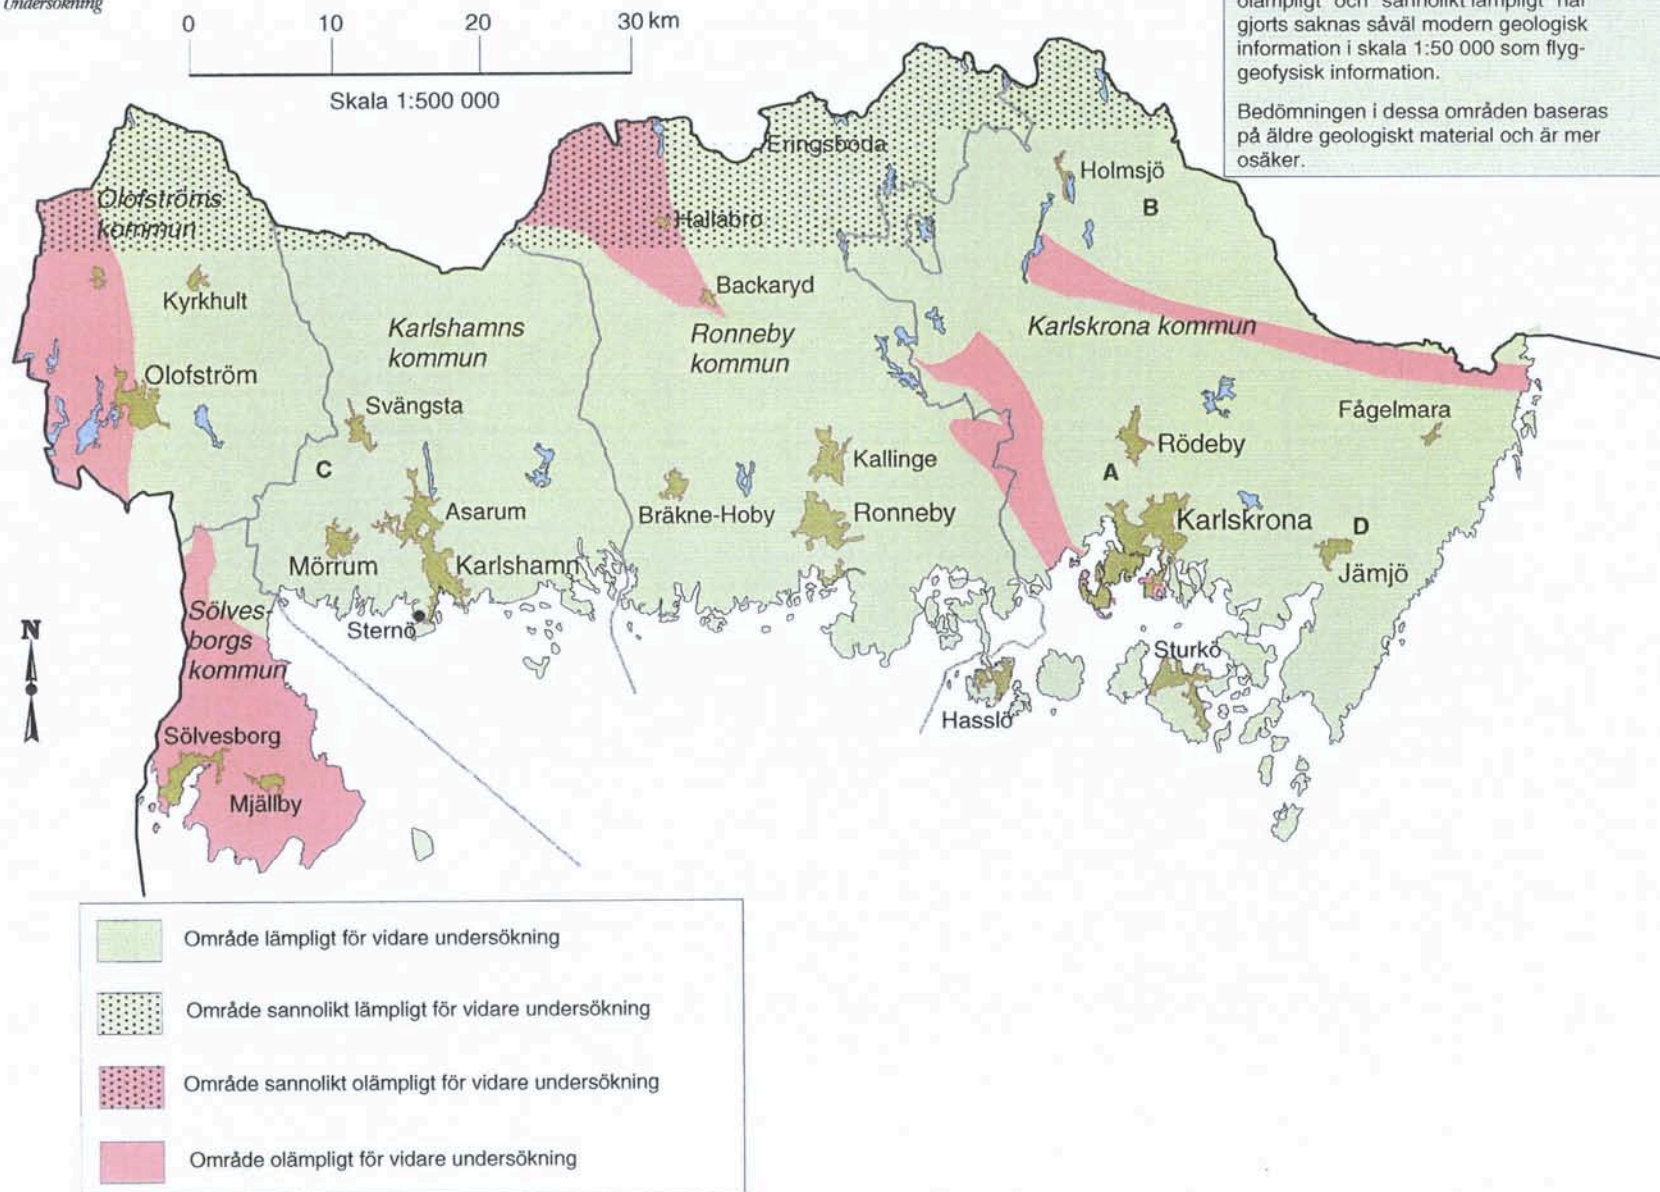 Undersökning
0 10 20 30 km
Skala 1:500 000
olämpligt och sannolikt lämpligt har
gjorts saknas såväl modern geologisk
information i skala 1:50 000 som flyg-
geofysisk information.
Bedömningen i dessa områden baseras
på äldre geologiskt material och är mer
osäker.
Eringsboda
Holmsjö
B
Olofströms
kommun
Hallabro
Kyrkhult
Backaryd
Karlshamns
kommun
Ronneby
kommun
Karlskrona kommun
Olofström
Svängsta
Fågelmara
Rödeby
Kallinge
C
A
Asarum
Bräkne-Hoby
Ronneby
Karlskrona
D
Mörrum
Karlshamn
Jämjö
Sölves-
borgs
kommun
Sternö
N
Sturkö
Hasslö
Sölvesborg
Mjällby
Område lämpligt för vidare undersökning
Område sannolikt lämpligt för vidare undersökning
Område sannolikt olämpligt för vidare undersökning
Område olämpligt för vidare undersökning